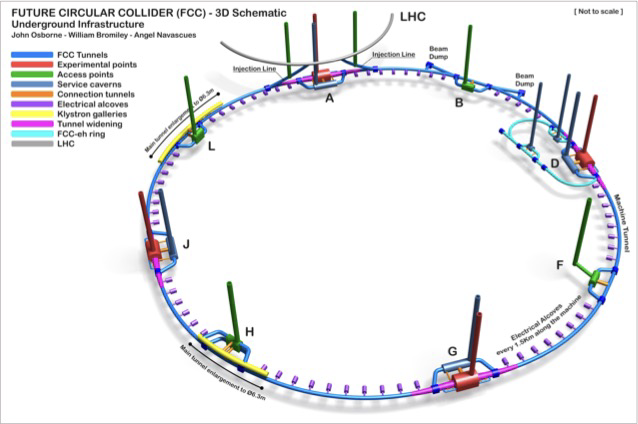 FUTURE CIRCULAR COLLIDER (FCC) - 3D Schematic
Underground Infrastructure
John Osborne - William Bromiley - Angel Navascues
[ Not to scale ]
FCC Tunnels
Experimental points
Access points
Service caverns
Connection tunnels
Electrical alcoves
Klystron galleries
Tunnel widening
FCC-eh ring
LHC
LHC
Injection Line
Injection Line
Beam
Dump
Beam
Dump
A
B
D
F
G
H
J
L
Main tunnel enlargement to Ø6.3m
Machine Tunnel
Electrical Alcoves
every 1.5Km along the machine
Main tunnel enlargement to Ø6.3m